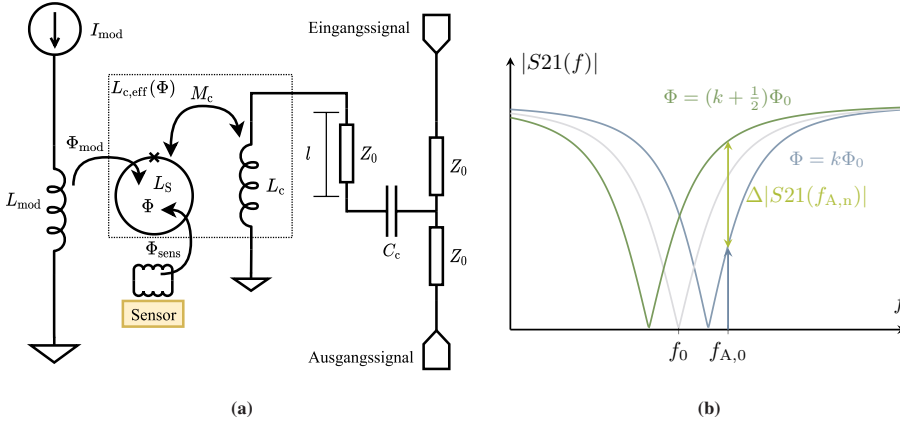 I_mod
Eingangssignal
L_c,eff(Φ)
M_c
Φ_mod
l
Z_0
Z_0
L_S
L_mod
Φ
L_c
Φ_sens
C_c
Z_0
Sensor
Ausgangssignal
(a)
|S21(f)|
Φ = (k + 1/2)Φ_0
Φ = kΦ_0
Δ|S21(f_A,n)|
f
f_0
f_A,0
(b)